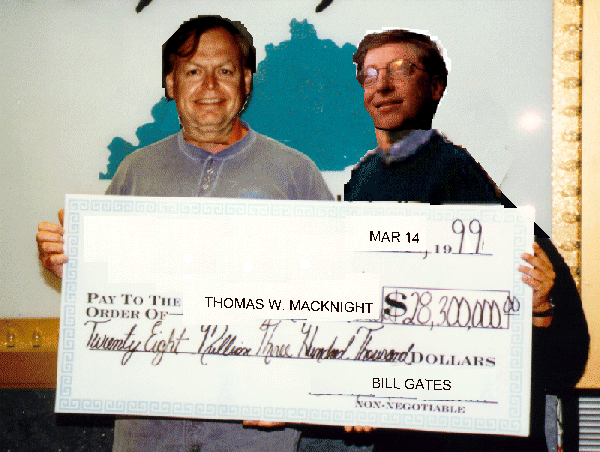 MAR 14, 1999
PAY TO THE
ORDER OF THOMAS W. MACKNIGHT $28,300,000.00
Twenty Eight Million Three Hundred Thousand DOLLARS
BILL GATES
NON-NEGOTIABLE